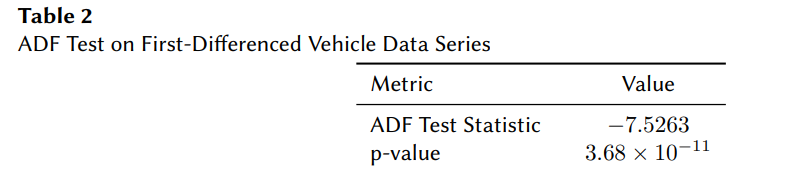 Table 2
ADF Test on First-Differenced Vehicle Data Series
Metric Value
ADF Test Statistic −7.5263
p-value 3.68 × 10⁻¹¹